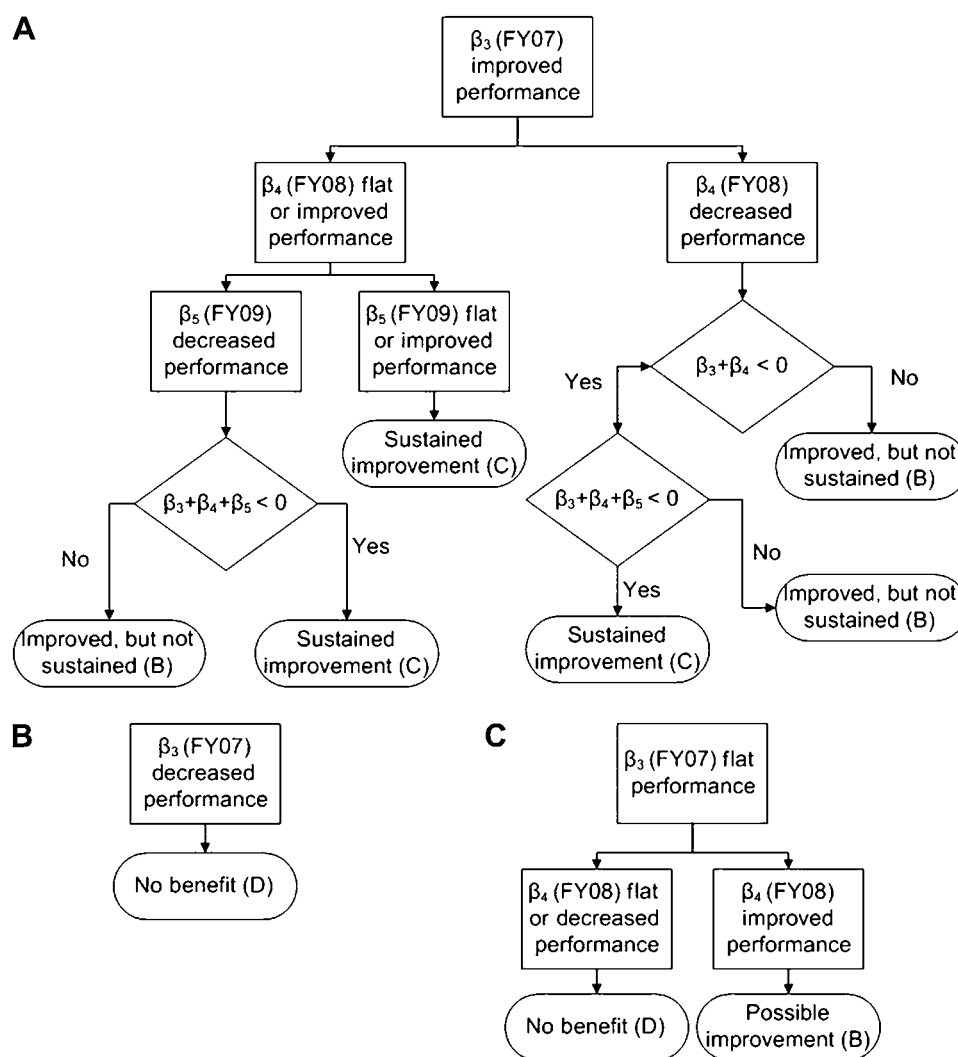 A
β₃ (FY07)
improved
performance
β₄ (FY08) flat
or improved
performance
β₄ (FY08)
decreased
performance
β₅ (FY09)
decreased
performance
β₅ (FY09) flat
or improved
performance
β₃+β₄ < 0
Yes
No
Sustained
improvement (C)
Improved, but not
sustained (B)
β₃+β₄+β₅ < 0
No
Yes
β₃+β₄+β₅ < 0
No
Yes
Improved, but not
sustained (B)
Improved, but not
sustained (B)
Sustained
improvement (C)
Sustained
improvement (C)
B
β₃ (FY07)
decreased
performance
No benefit (D)
C
β₃ (FY07) flat
performance
β₄ (FY08) flat
or decreased
performance
β₄ (FY08)
improved
performance
No benefit (D)
Possible
improvement (B)